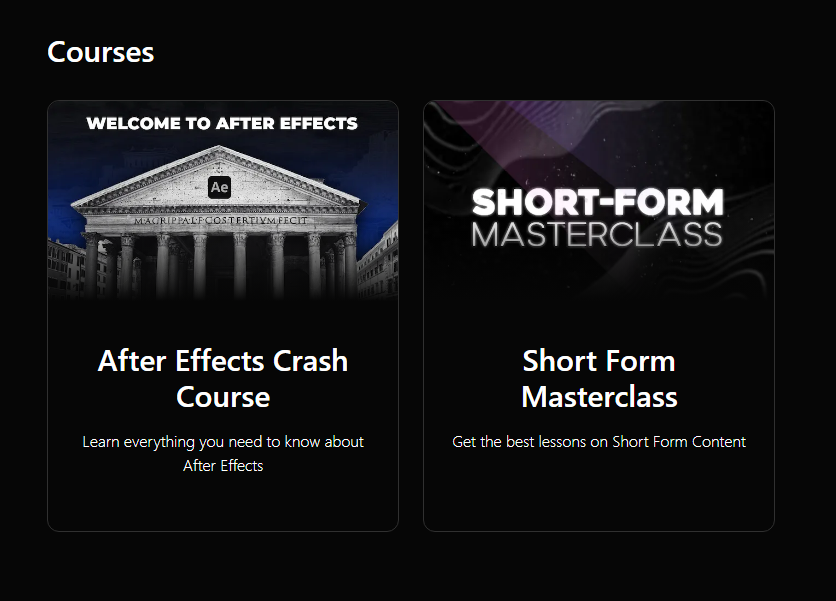 Courses
WELCOME TO AFTER EFFECTS
Ae
M·AGRIPPA·L·F·COS·TERTIVM·FECIT
SHORT-FORM
MASTERCLASS
After Effects Crash
Course
Learn everything you need to know about
After Effects
Short Form
Masterclass
Get the best lessons on Short Form Content